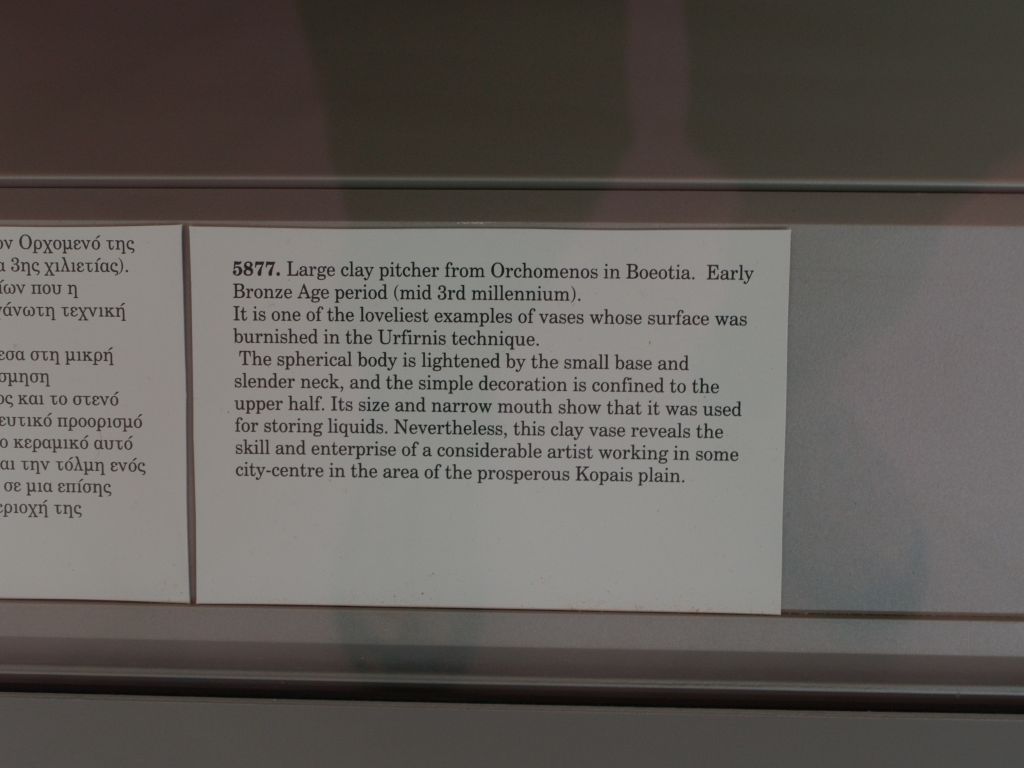 ον Ορχομενό της
α 3ης χιλιετίας).
ίων που η
γάνωτη τεχνική
εσα στη μικρή
σμηση
ος και το στενό
ευτικό προορισμό
ο κεραμικό αυτό
αι την τόλμη ενός
σε μια επίσης
εριοχή της
5877. Large clay pitcher from Orchomenos in Boeotia. Early
Bronze Age period (mid 3rd millennium).
It is one of the loveliest examples of vases whose surface was
burnished in the Urfirnis technique.
The spherical body is lightened by the small base and
slender neck, and the simple decoration is confined to the
upper half. Its size and narrow mouth show that it was used
for storing liquids. Nevertheless, this clay vase reveals the
skill and enterprise of a considerable artist working in some
city-centre in the area of the prosperous Kopais plain.